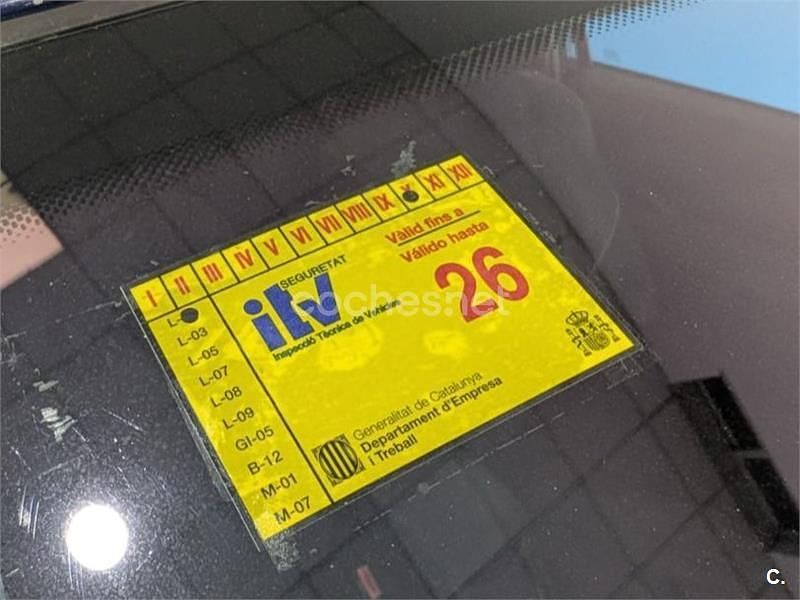 I II III IV V VI VII VIII IX X XI XII
L-
L-03
L-05
L-07
L-08
L-09
GI-05
B-12
M-01
M-07
SEGURETAT
itv
Inspecció Tècnica de Vehicles
Vàlid fins a
Válido hasta
26
Generalitat de Catalunya
Departament d'Empresa
i Treball
coches.net
C.